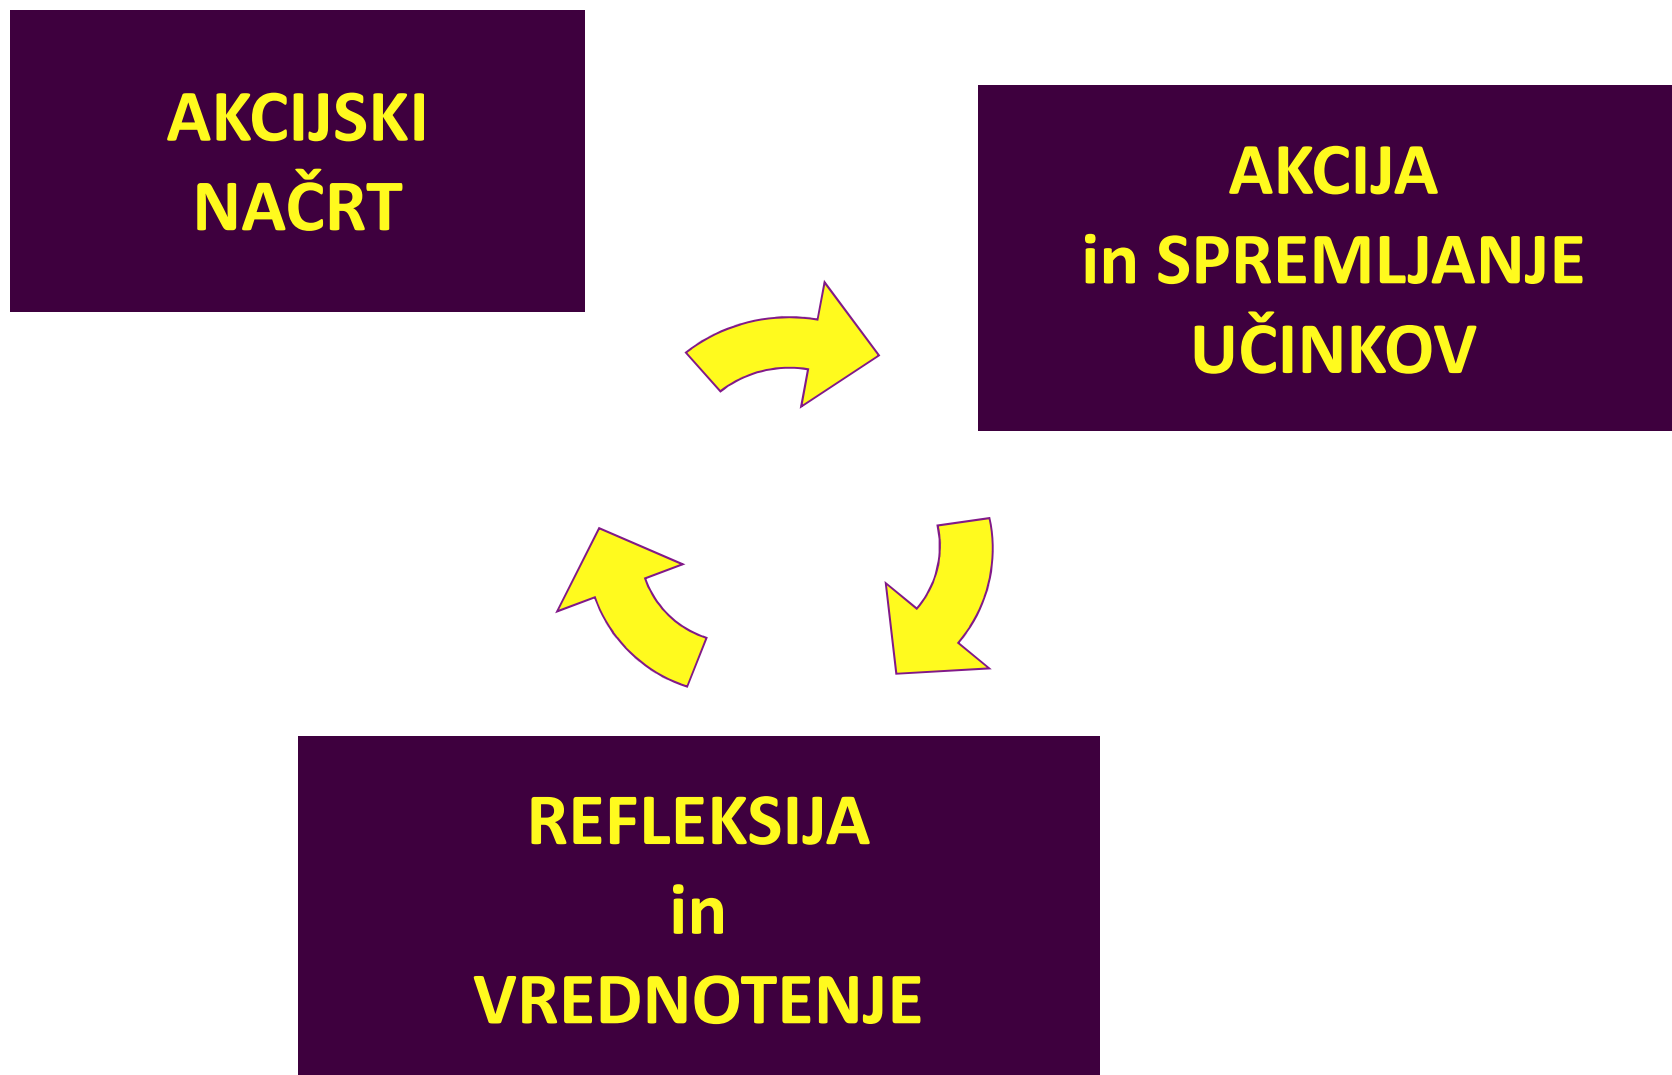 AKCIJSKI
NAČRT
AKCIJA
in SPREMLJANJE
UČINKOV
REFLEKSIJA
in
VREDNOTENJE